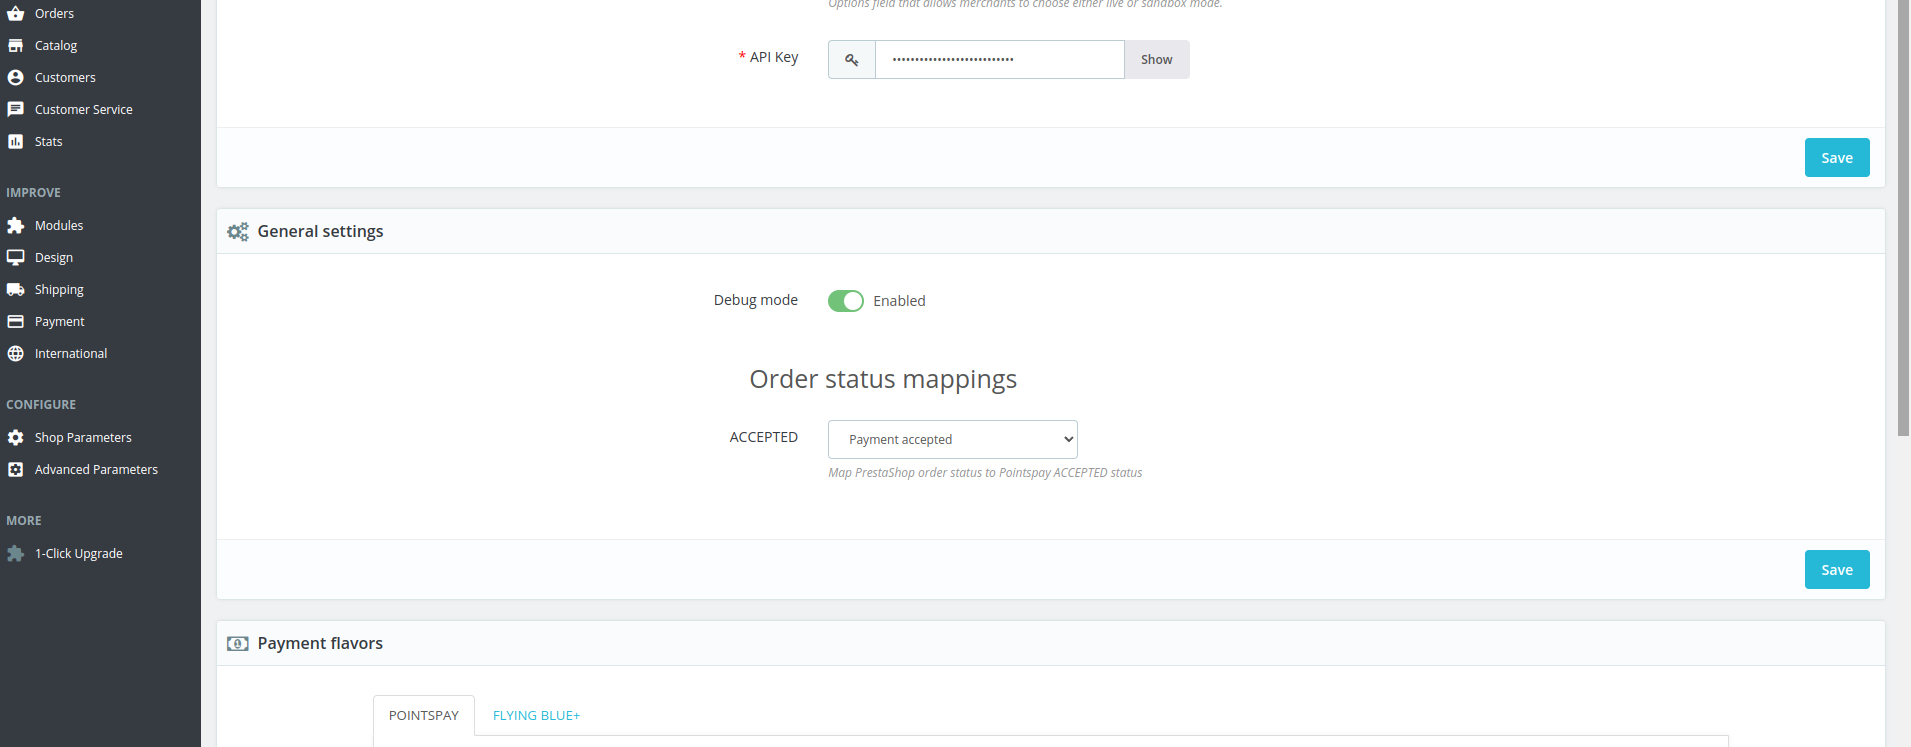 Orders
Catalog
Customers
Customer Service
Stats
IMPROVE
Modules
Design
Shipping
Payment
International
CONFIGURE
Shop Parameters
Advanced Parameters
MORE
1-Click Upgrade
Options field that allows merchants to choose either live or sandbox mode.
* API Key
Show
Save
General settings
Debug mode
Enabled
Order status mappings
ACCEPTED
Payment accepted
Map PrestaShop order status to Pointspay ACCEPTED status
Save
Payment flavors
POINTSPAY
FLYING BLUE+